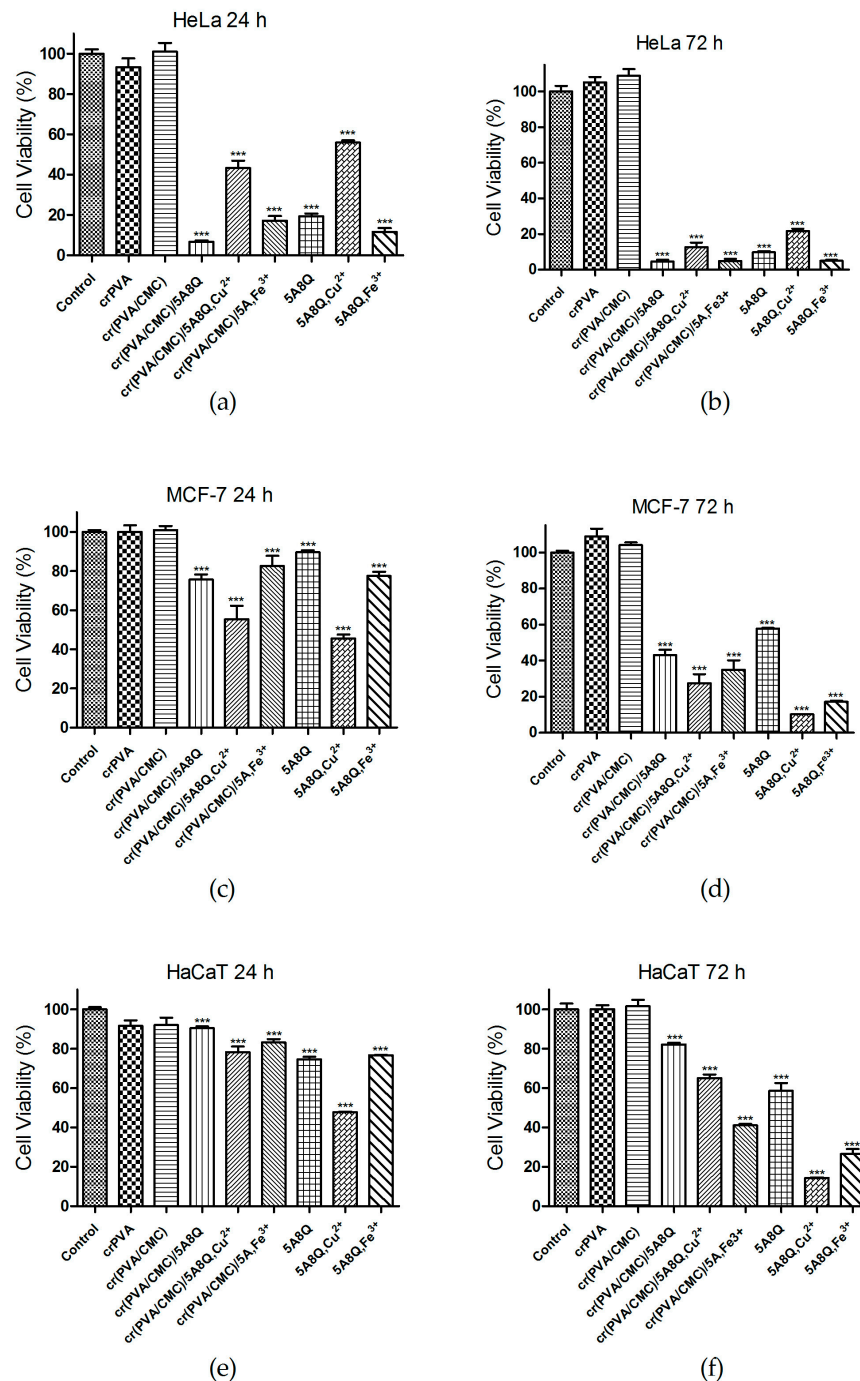 HeLa 24 h
Cell Viability (%)
100
80
60
40
20
0
***
***
***
***
***
***
Control
crPVA
cr(PVA/CMC)
cr(PVA/CMC)/5A8Q
cr(PVA/CMC)/5A8Q,Cu²⁺
cr(PVA/CMC)/5A,Fe³⁺
5A8Q
5A8Q,Cu²⁺
5A8Q,Fe³⁺
(a)
HeLa 72 h
Cell Viability (%)
120
100
80
60
40
20
0
***
***
***
***
***
***
Control
crPVA
cr(PVA/CMC)
cr(PVA/CMC)/5A8Q
cr(PVA/CMC)/5A8Q,Cu²⁺
cr(PVA/CMC)/5A,Fe3+
5A8Q
5A8Q,Cu²⁺
5A8Q,Fe³⁺
(b)
MCF-7 24 h
Cell Viability (%)
100
80
60
40
20
0
***
***
***
***
***
***
Control
crPVA
cr(PVA/CMC)
cr(PVA/CMC)/5A8Q
cr(PVA/CMC)/5A8Q,Cu²⁺
cr(PVA/CMC)/5A,Fe³⁺
5A8Q
5A8Q,Cu²⁺
5A8Q,Fe³⁺
(c)
MCF-7 72 h
Cell Viability (%)
100
80
60
40
20
0
***
***
***
***
***
***
Control
crPVA
cr(PVA/CMC)
cr(PVA/CMC)/5A8Q
cr(PVA/CMC)/5A8Q,Cu²⁺
cr(PVA/CMC)/5A,Fe³⁺
5A8Q
5A8Q,Cu²⁺
5A8Q,Fᵉ³⁺
(d)
HaCaT 24 h
Cell Viability (%)
100
80
60
40
20
0
***
***
***
***
***
***
Control
crPVA
cr(PVA/CMC)
cr(PVA/CMC)/5A8Q
cr(PVA/CMC)/5A8Q,Cu²⁺
cr(PVA/CMC)/5A,Fe³⁺
5A8Q
5A8Q,Cu²⁺
5A8Q,Fe³⁺
(e)
HaCaT 72 h
Cell Viability (%)
100
80
60
40
20
0
***
***
***
***
***
***
Control
crPVA
cr(PVA/CMC)
cr(PVA/CMC)/5A8Q
cr(PVA/CMC)/5A8Q,Cu²⁺
cr(PVA/CMC)/5A,Fe3+
5A8Q
5A8Q,Cu²⁺
5A8Q,Fe³⁺
(f)